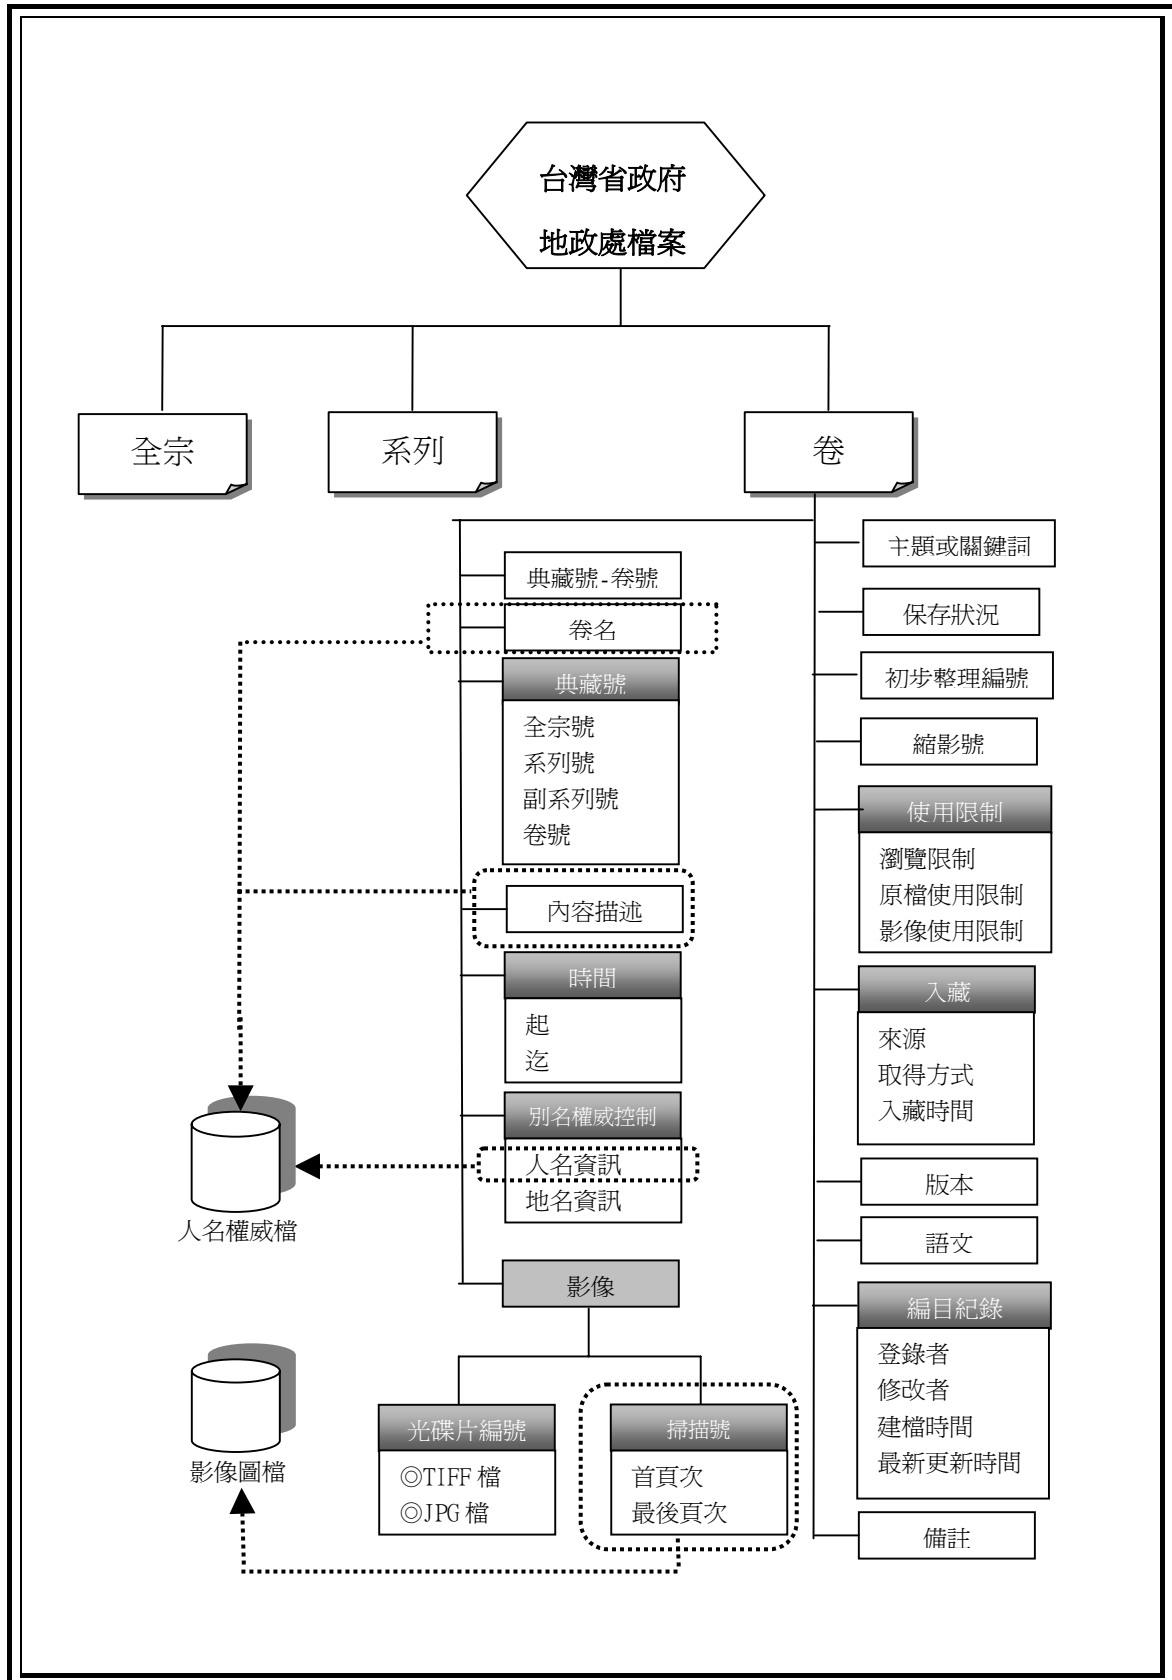 台灣省政府
地政處檔案
全宗
系列
卷
典藏號-卷號
卷名
典藏號
全宗號
系列號
副系列號
卷號
內容描述
時間
起
迄
別名權威控制
人名資訊
地名資訊
影像
光碟片編號
◎TIFF 檔
◎JPG 檔
掃描號
首頁次
最後頁次
人名權威檔
影像圖檔
主題或關鍵詞
保存狀況
初步整理編號
縮影號
使用限制
瀏覽限制
原檔使用限制
影像使用限制
入藏
來源
取得方式
入藏時間
版本
語文
編目紀錄
登錄者
修改者
建檔時間
最新更新時間
備註